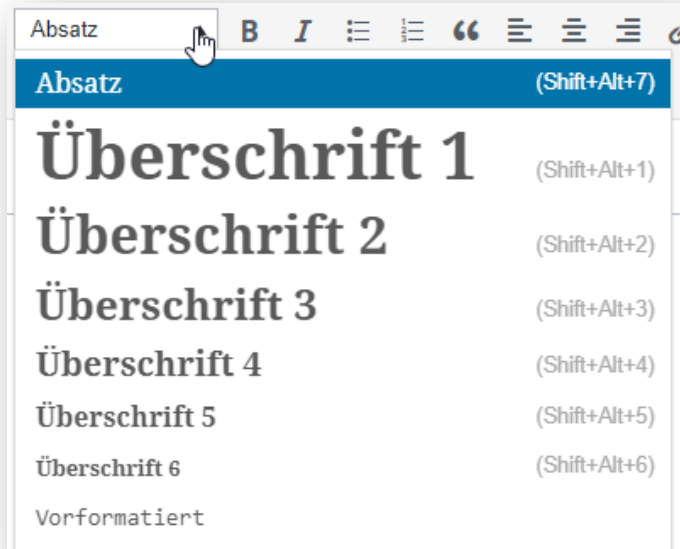 Absatz B I
Absatz (Shift+Alt+7)
Überschrift 1 (Shift+Alt+1)
Überschrift 2 (Shift+Alt+2)
Überschrift 3 (Shift+Alt+3)
Überschrift 4 (Shift+Alt+4)
Überschrift 5 (Shift+Alt+5)
Überschrift 6 (Shift+Alt+6)
Vorformatiert